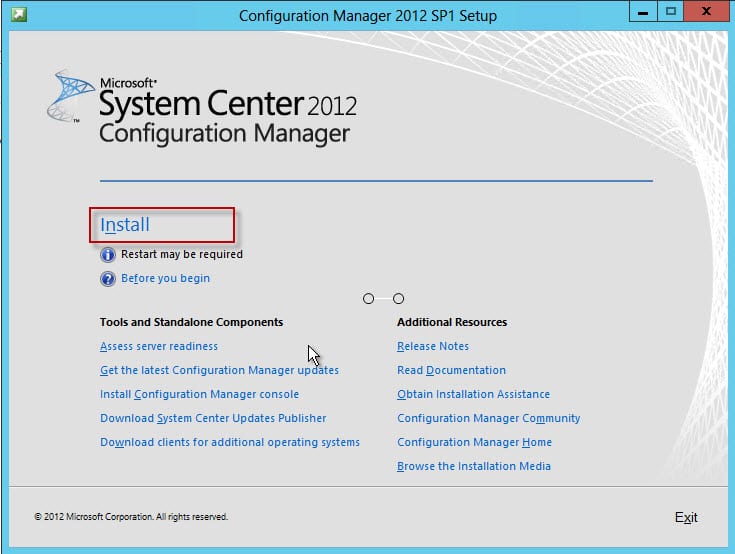 Configuration Manager 2012 SP1 Setup
Microsoft®
System Center 2012
Configuration Manager
Install
Restart may be required
Before you begin
Tools and Standalone Components
Assess server readiness
Get the latest Configuration Manager updates
Install Configuration Manager console
Download System Center Updates Publisher
Download clients for additional operating systems
Additional Resources
Release Notes
Read Documentation
Obtain Installation Assistance
Configuration Manager Community
Configuration Manager Home
Browse the Installation Media
© 2012 Microsoft Corporation. All rights reserved.
Exit